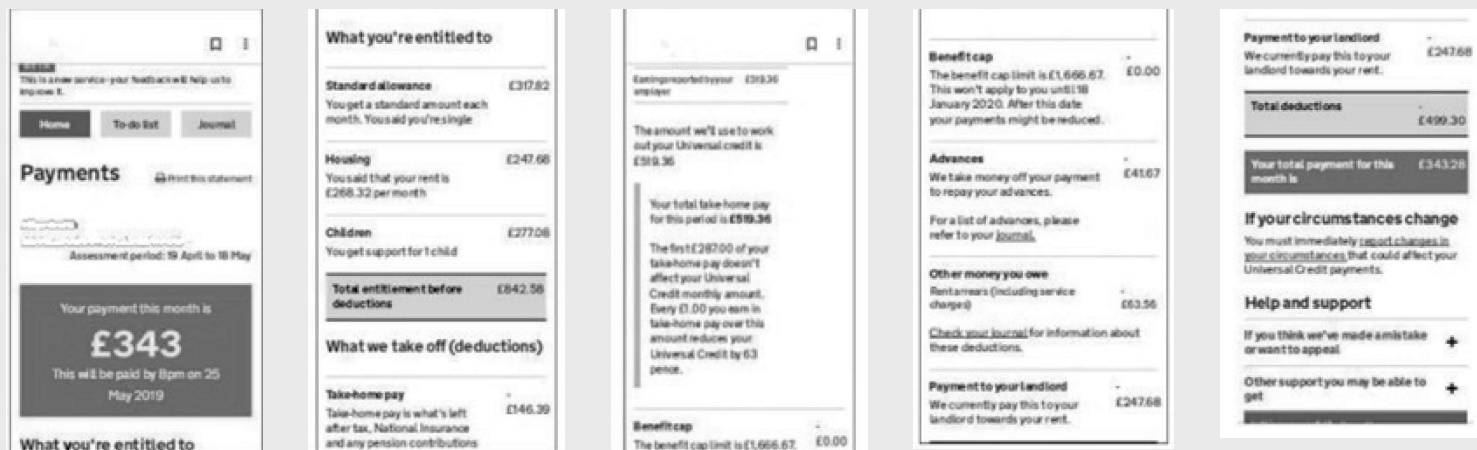 This is a new service - your feedback will help us to
improve it.
Home
To-do list
Journal
Payments
Print this statement
Assessment period: 19 April to 18 May
Your payment this month is
£343
This will be paid by 8pm on 25
May 2019
What you're entitled to
What you're entitled to
Standard allowance £317.82
You get a standard amount each
month. You said you're single
Housing £247.68
You said that your rent is
£268.32 per month
Children £277.08
You get support for 1 child
Total entitlement before £842.58
deductions
What we take off (deductions)
Take-home pay -
Take-home pay is what's left £146.39
after tax, National Insurance
and any pension contributions
Earnings reported by your £519.36
employer
The amount we'll use to work
out your Universal credit is
£519.36
Your total take-home pay
for this period is £519.36
The first £287.00 of your
take-home pay doesn't
affect your Universal
Credit monthly amount.
Every £1.00 you earn in
take-home pay over this
amount reduces your
Universal Credit by 63
pence.
Benefit cap -
The benefit cap limit is £1,666.67. £0.00
Benefit cap -
The benefit cap limit is £1,666.67. £0.00
This won't apply to you until 18
January 2020. After this date
your payments might be reduced.
Advances -
We take money off your payment £41.67
to repay your advances.
For a list of advances, please
refer to your journal.
Other money you owe
Rent arrears (including service -
charges) £63.56
Check your journal for information about
these deductions.
Payment to your landlord -
We currently pay this to your £247.68
landlord towards your rent.
Payment to your landlord -
We currently pay this to your £247.68
landlord towards your rent.
Total deductions -
£499.30
Your total payment for this £343.28
month is
If your circumstances change
You must immediately report changes in
your circumstances that could affect your
Universal Credit payments.
Help and support
If you think we've made a mistake +
or want to appeal
Other support you may be able to +
get